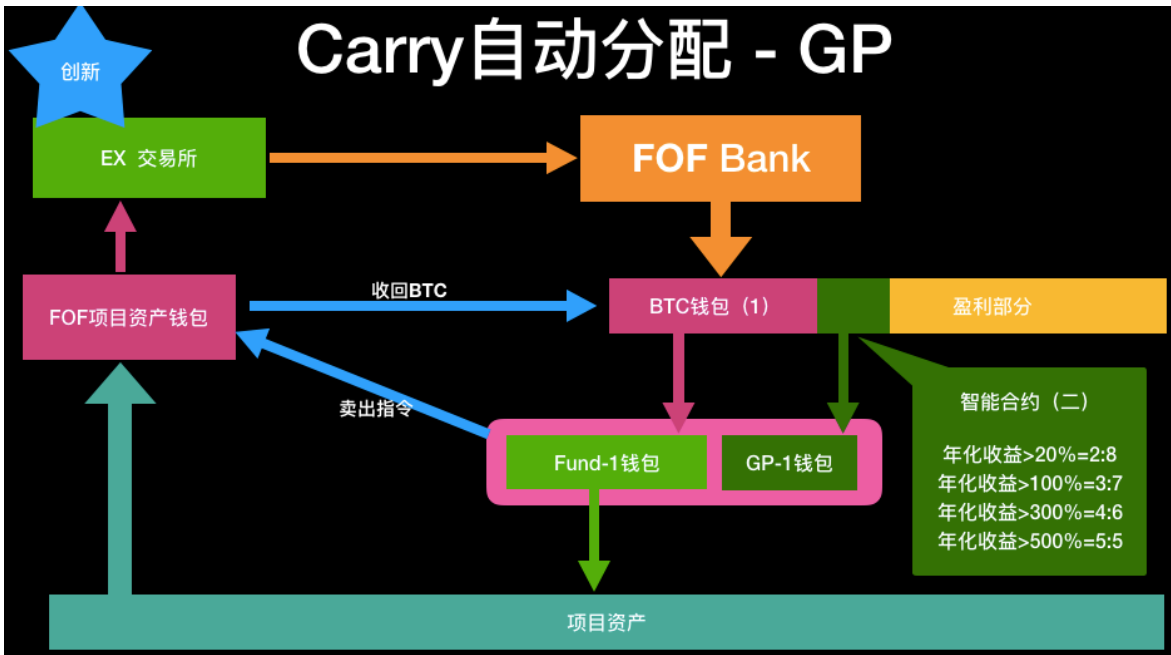 Carry自动分配 - GP
创新
EX 交易所
FOF Bank
收回BTC
FOF项目资产钱包
BTC钱包（1）
盈利部分
卖出指令
智能合约（二）
年化收益>20%=2:8
年化收益>100%=3:7
年化收益>300%=4:6
年化收益>500%=5:5
Fund-1钱包
GP-1钱包
项目资产